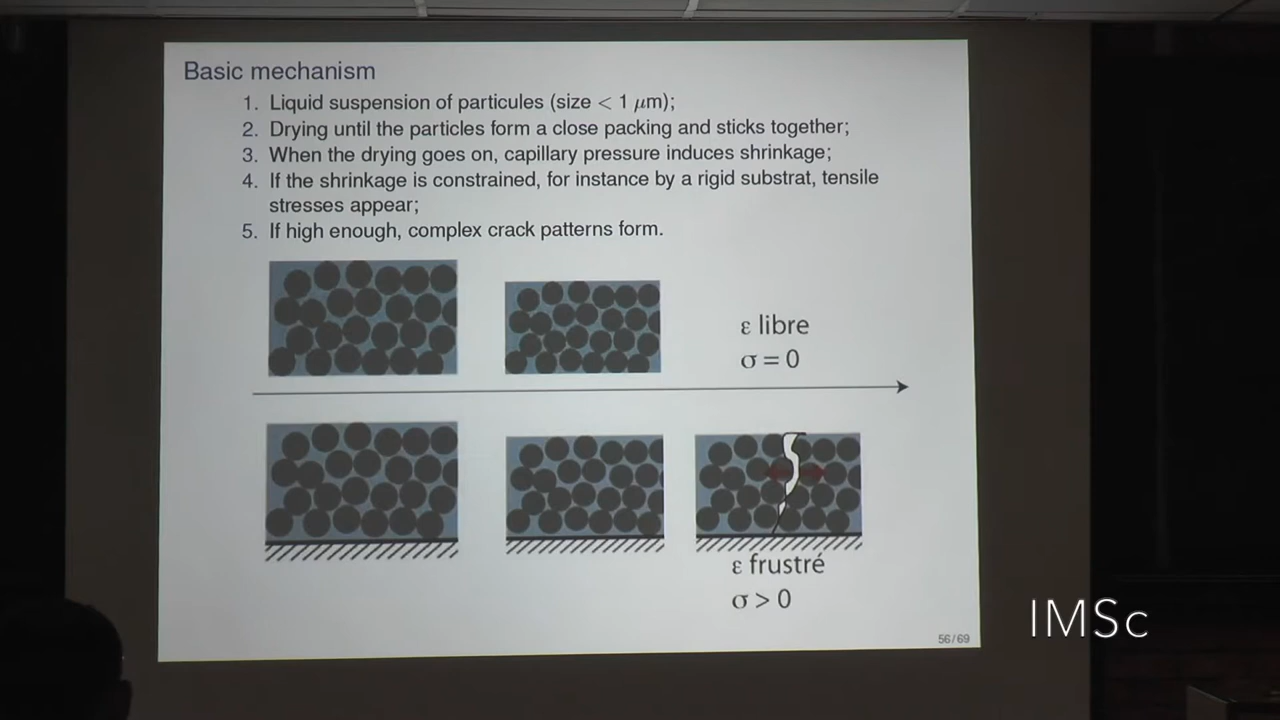 Basic mechanism
1. Liquid suspension of particules (size < 1 μm);
2. Drying until the particles form a close packing and sticks together;
3. When the drying goes on, capillary pressure induces shrinkage;
4. If the shrinkage is constrained, for instance by a rigid substrat, tensile
stresses appear;
5. If high enough, complex crack patterns form.
ε libre
σ = 0
ε frustré
σ > 0
56/69
IMSc